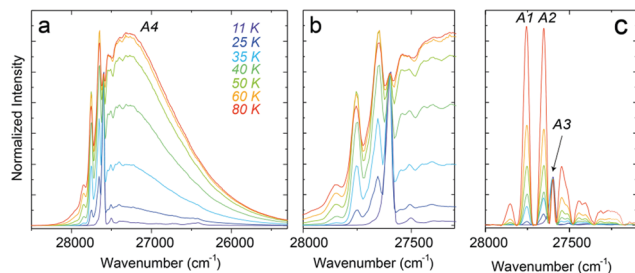 a
A4
11 K
25 K
35 K
40 K
50 K
60 K
80 K
Normalized Intensity
28000
27000
26000
Wavenumber (cm⁻¹)
b
28000
27500
Wavenumber (cm⁻¹)
A1 A2
c
A3
28000
27500
Wavenumber (cm⁻¹)